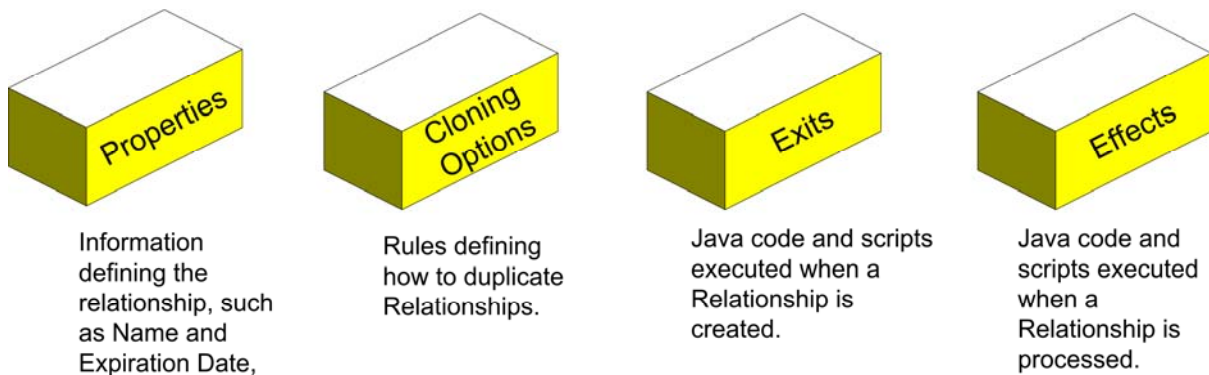 Properties
Cloning
Options
Exits
Effects
Information
defining the
relationship, such
as Name and
Expiration Date,
Rules defining
how to duplicate
Relationships.
Java code and scripts
executed when a
Relationship is
created.
Java code and
scripts executed
when a
Relationship is
processed.